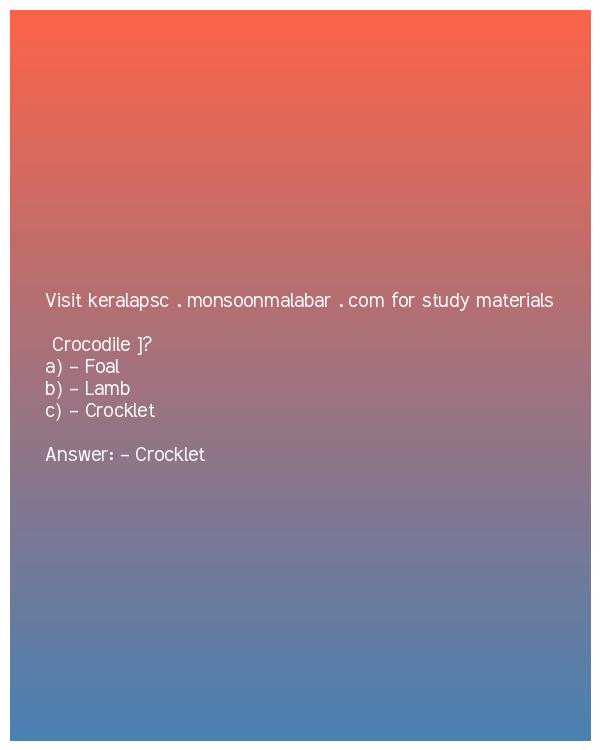 Visit keralapsc . monsoonmalabar . com for study materials
Crocodile ]?
a) – Foal
b) – Lamb
c) – Crocklet
Answer: – Crocklet